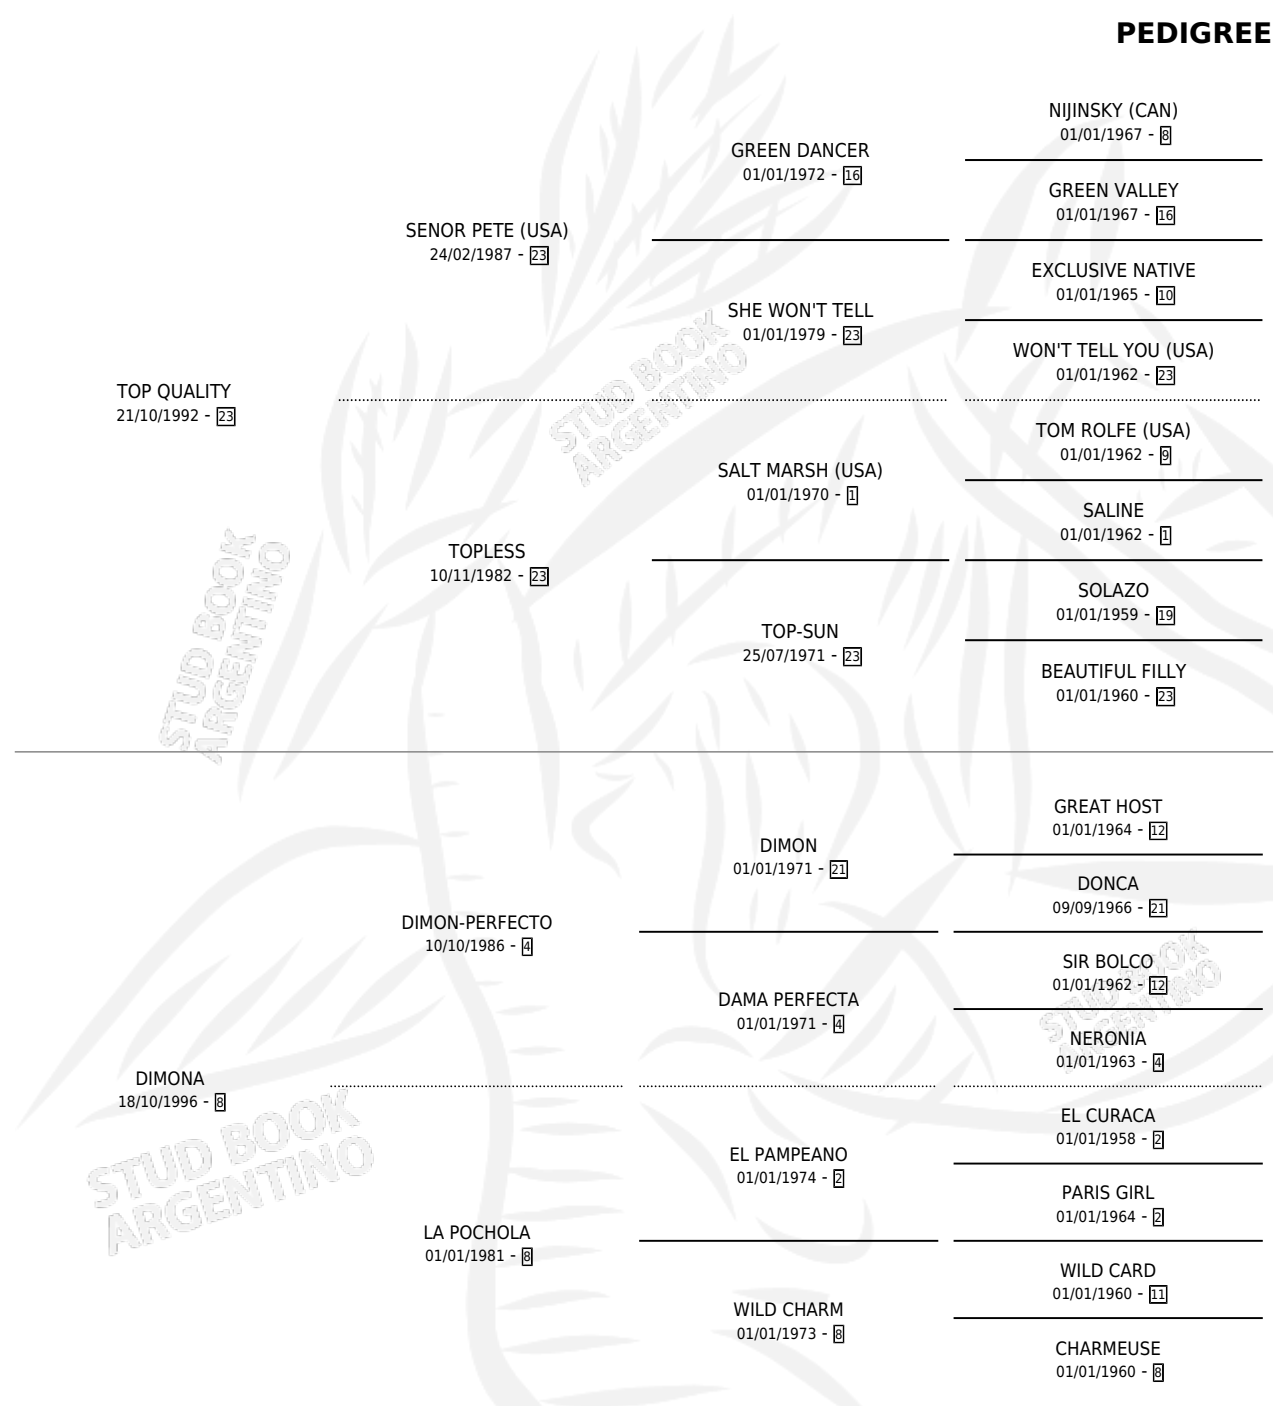 PEDIGREE
NIJINSKY (CAN)
01/01/1967 - 8
GREEN DANCER
01/01/1972 - 16
GREEN VALLEY
01/01/1967 - 16
SENOR PETE (USA)
24/02/1987 - 23
EXCLUSIVE NATIVE
01/01/1965 - 10
SHE WON'T TELL
01/01/1979 - 23
WON'T TELL YOU (USA)
01/01/1962 - 23
TOP QUALITY
21/10/1992 - 23
STUD BOOK
ARGENTINO
TOM ROLFE (USA)
01/01/1962 - 9
SALT MARSH (USA)
01/01/1970 - 1
SALINE
01/01/1962 - 1
TOPLESS
10/11/1982 - 23
SOLAZO
01/01/1959 - 19
TOP-SUN
25/07/1971 - 23
BEAUTIFUL FILLY
01/01/1960 - 23
STUD BOOK
ARGENTINO
GREAT HOST
01/01/1964 - 12
DIMON
01/01/1971 - 21
DONCA
09/09/1966 - 21
DIMON-PERFECTO
10/10/1986 - 4
SIR BOLCO
01/01/1962 - 12
DAMA PERFECTA
01/01/1971 - 4
STUD BOOK
ARGENTINO
NERONIA
01/01/1963 - 4
DIMONA
18/10/1996 - 8
STUD BOOK
ARGENTINO
EL CURACA
01/01/1958 - 2
EL PAMPEANO
01/01/1974 - 2
PARIS GIRL
01/01/1964 - 2
LA POCHOLA
01/01/1981 - 8
WILD CARD
01/01/1960 - 11
WILD CHARM
01/01/1973 - 8
CHARMEUSE
01/01/1960 - 8